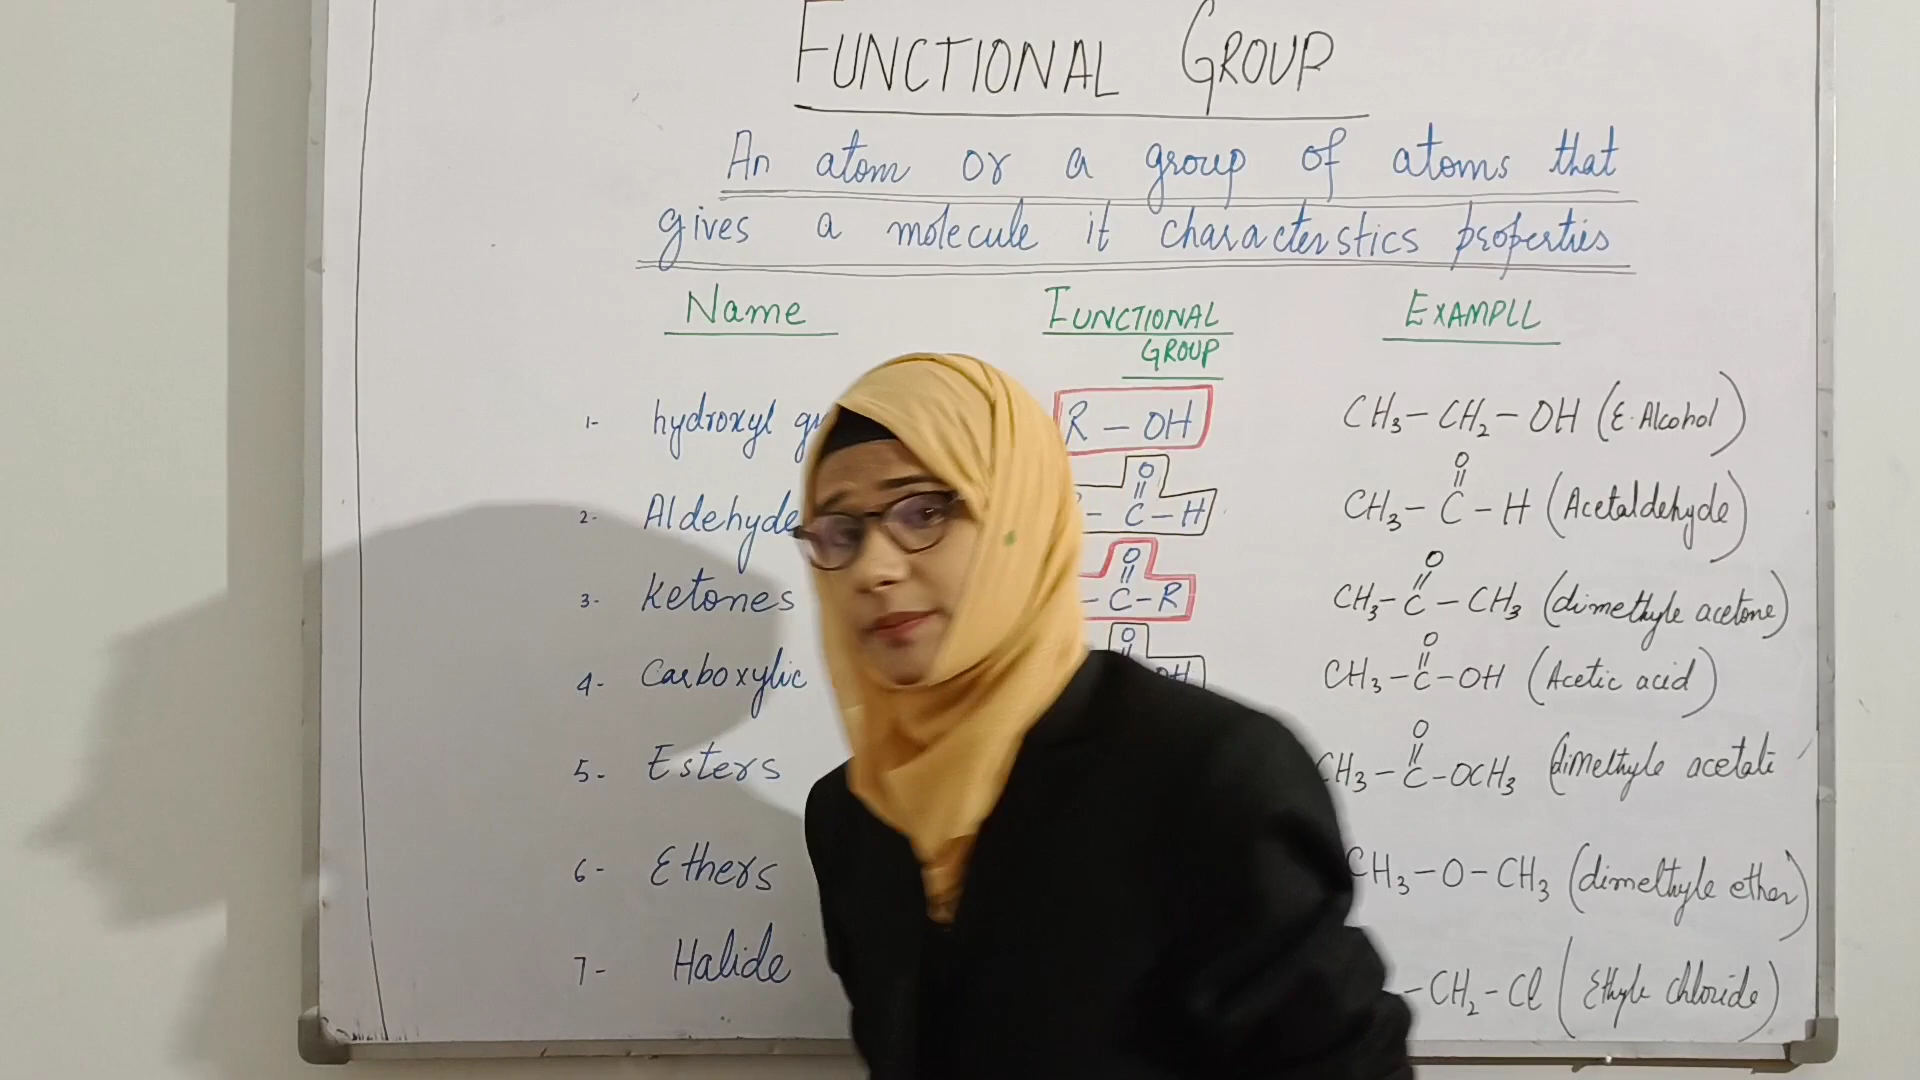 FUNCTIONAL GROUP
An atom or a group of atoms that
gives a molecule it characterstics properties
Name FUNCTIONAL GROUP EXAMPLL
1- hydroxyl R – OH CH₃ – CH₂ – OH (E. Alcohol)
2- Aldehyde – C – H CH₃ – C – H (Acetaldehyde)
O O
3- Ketones – C – R CH₃ – C – CH₃ (dimethyle acetone)
O O
4- Carboxylic OH CH₃ – C – OH (Acetic acid)
O O
5- Esters CH₃ – C – OCH₃ (dimethyle acetate
O
6- Ethers CH₃ – O – CH₃ (dimethyle ether)
7- Halide – CH₂ – Cl (Ethyle chloride)